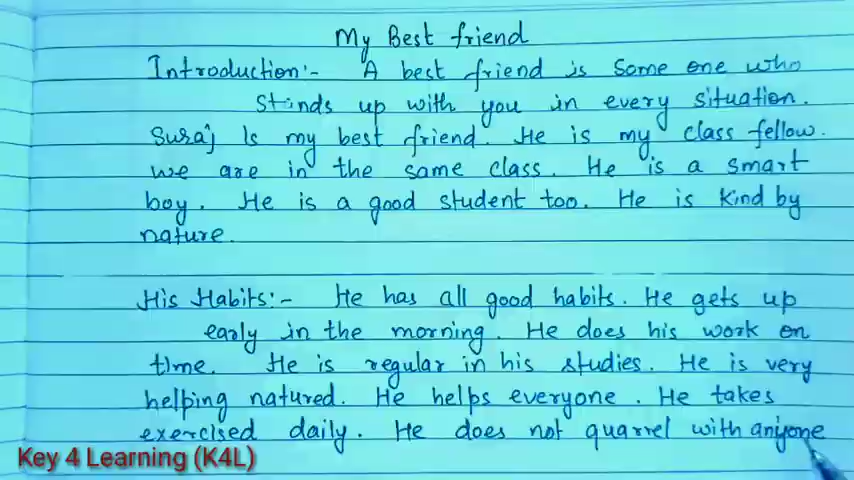 My Best friend
Introduction:- A best friend is some one who
stands up with you in every situation.
Suraj Is my best friend. He is my class fellow.
we are in the same class. He is a smart
boy. He is a good student too. He is kind by
nature.
His Habits:- He has all good habits. He gets up
early in the morning. He does his work on
time. He is regular in his studies. He is very
helping natured. He helps everyone. He takes
exercised daily. He does not quarrel with anyone
Key 4 Learning (K4L)